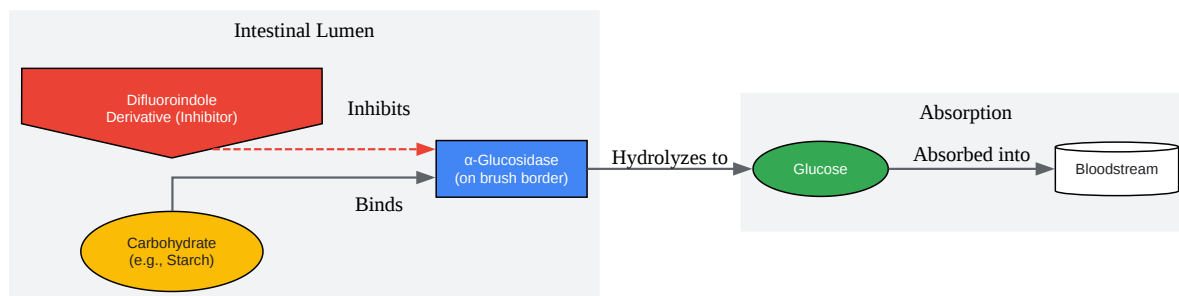 Intestinal Lumen
Difluoroindole
Derivative (Inhibitor)
Inhibits
α-Glucosidase
(on brush border)
Binds
Carbohydrate
(e.g., Starch)
Hydrolyzes to
Absorption
Glucose
Absorbed into
Bloodstream